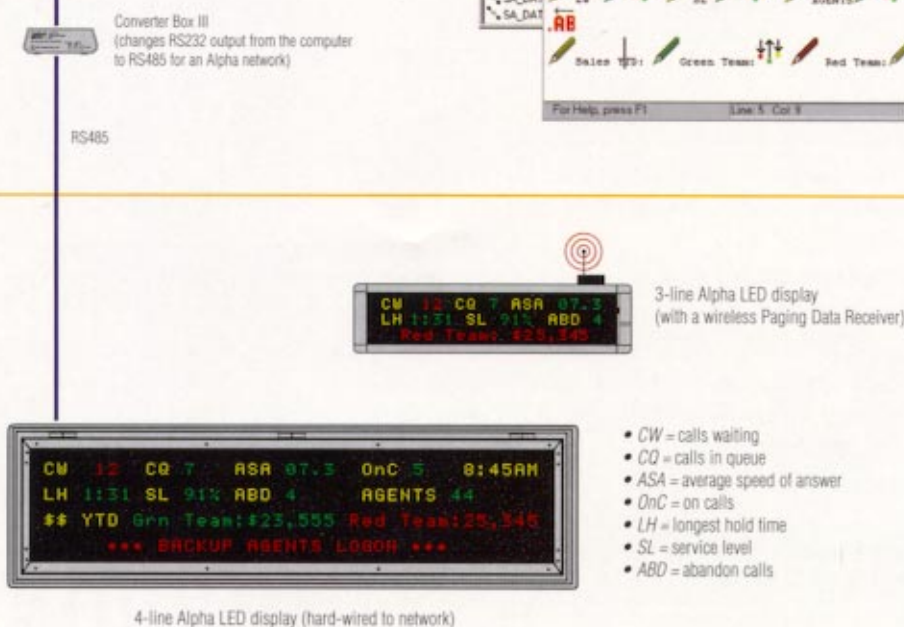 Converter Box III
(changes RS232 output from the computer
to RS485 for an Alpha network)
SA_DAT
.AB
Sales YTD:
Green Team:
Red Team:
For Help, press F1
Line: 5 Col: 8
RS485
CW 12 CQ 7 ASA 07.3
LH 1:31 SL 91% ABD 4
Red Team: $25,345
3-line Alpha LED display
(with a wireless Paging Data Receiver)
CW 12 CQ 7 ASA 07.3 OnC 5 8:45AM
LH 1:31 SL 91% ABD 4 AGENTS 44
$$ YTD Grn Team:$23,555 Red Team:25,345
*** BACKUP AGENTS LOGON ***
• CW = calls waiting
• CQ = calls in queue
• ASA = average speed of answer
• OnC = on calls
• LH = longest hold time
• SL = service level
• ABD = abandon calls
4-line Alpha LED display (hard-wired to network)